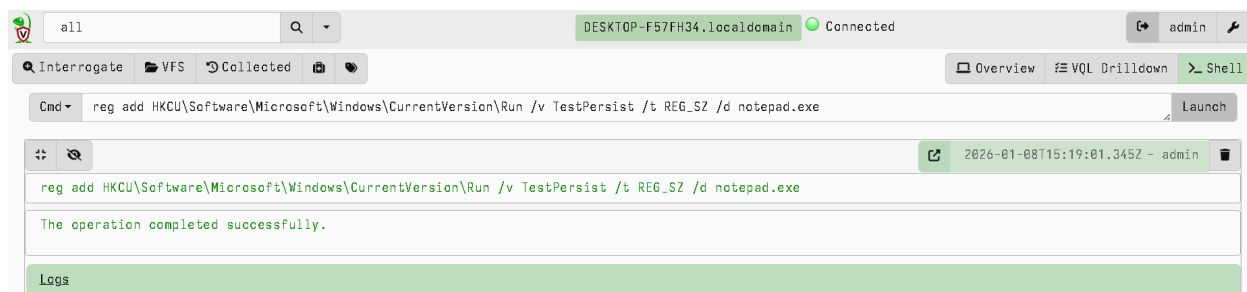 all DESKTOP-F57FH34.localdomain Connected admin
Interrogate VFS Collected Overview VQL Drilldown >_ Shell
Cmd reg add HKCU\Software\Microsoft\Windows\CurrentVersion\Run /v TestPersist /t REG_SZ /d notepad.exe Launch
2026-01-08T15:19:01.345Z - admin
reg add HKCU\Software\Microsoft\Windows\CurrentVersion\Run /v TestPersist /t REG_SZ /d notepad.exe
The operation completed successfully.
Logs